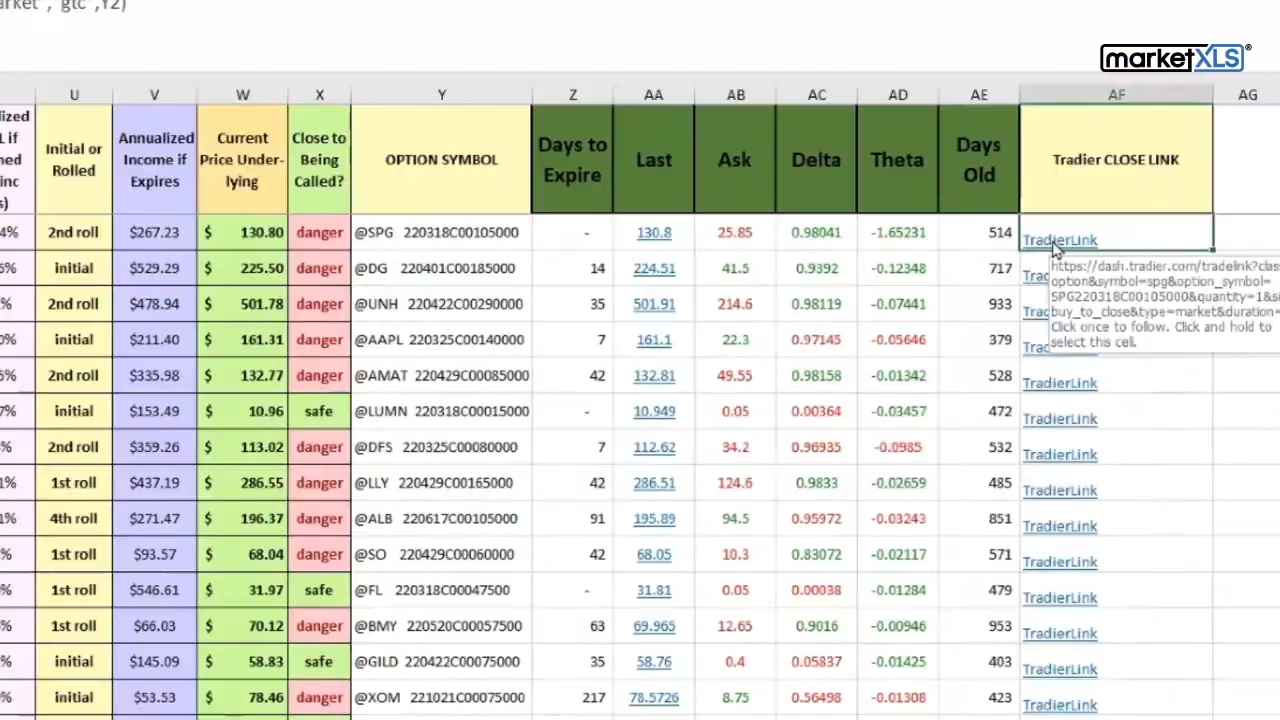 arket","gtc",Y2)
marketXLS®
U V W X Y Z AA AB AC AD AE AF AG
lized
L if
ned
inc
s)
Initial or
Rolled
Annualized
Income if
Expires
Current
Price Under-
lying
Close to
Being
Called?
OPTION SYMBOL
Days to
Expire
Last
Ask
Delta
Theta
Days
Old
Tradier CLOSE LINK
4% 2nd roll $267.23 $ 130.80 danger @SPG 220318C00105000 - 130.8 25.85 0.98041 -1.65231 514 TradierLink
5% initial $529.29 $ 225.50 danger @DG 220401C00185000 14 224.51 41.5 0.9392 -0.12348 717 Trac
% 2nd roll $478.94 $ 501.78 danger @UNH 220422C00290000 35 501.91 214.6 0.98119 -0.07441 933 Trac
0% initial $211.40 $ 161.31 danger @AAPL 220325C00140000 7 161.1 22.3 0.97145 -0.05646 379 Trac
https://dash.tradier.com/tradelink?clas
option&symbol=spg&option_symbol=
SPG220318C00105000&quantity=1&si
buy_to_close&type=market&duration=
Click once to follow. Click and hold to
select this cell.
5% 2nd roll $335.98 $ 132.77 danger @AMAT 220429C00085000 42 132.81 49.55 0.98158 -0.01342 528 TradierLink
7% initial $153.49 $ 10.96 safe @LUMN 220318C00015000 - 10.949 0.05 0.00364 -0.03457 472 TradierLink
% 2nd roll $359.26 $ 113.02 danger @DFS 220325C00080000 7 112.62 34.2 0.96935 -0.0985 532 TradierLink
1% 1st roll $437.19 $ 286.55 danger @LLY 220429C00165000 42 286.51 124.6 0.9833 -0.02659 485 TradierLink
1% 4th roll $271.47 $ 196.37 danger @ALB 220617C00105000 91 195.89 94.5 0.95972 -0.03243 851 TradierLink
% 1st roll $93.57 $ 68.04 danger @SO 220429C00060000 42 68.05 10.3 0.83072 -0.02117 571 TradierLink
% 1st roll $546.61 $ 31.97 safe @FL 220318C00047500 - 31.81 0.05 0.00038 -0.01284 479 TradierLink
% 1st roll $66.03 $ 70.12 danger @BMY 220520C00057500 63 69.965 12.65 0.9016 -0.00946 953 TradierLink
% initial $145.09 $ 58.83 safe @GILD 220422C00075000 35 58.76 0.4 0.05837 -0.01425 403 TradierLink
% initial $53.53 $ 78.46 danger @XOM 221021C00075000 217 78.5726 8.75 0.56498 -0.01308 423 TradierLink